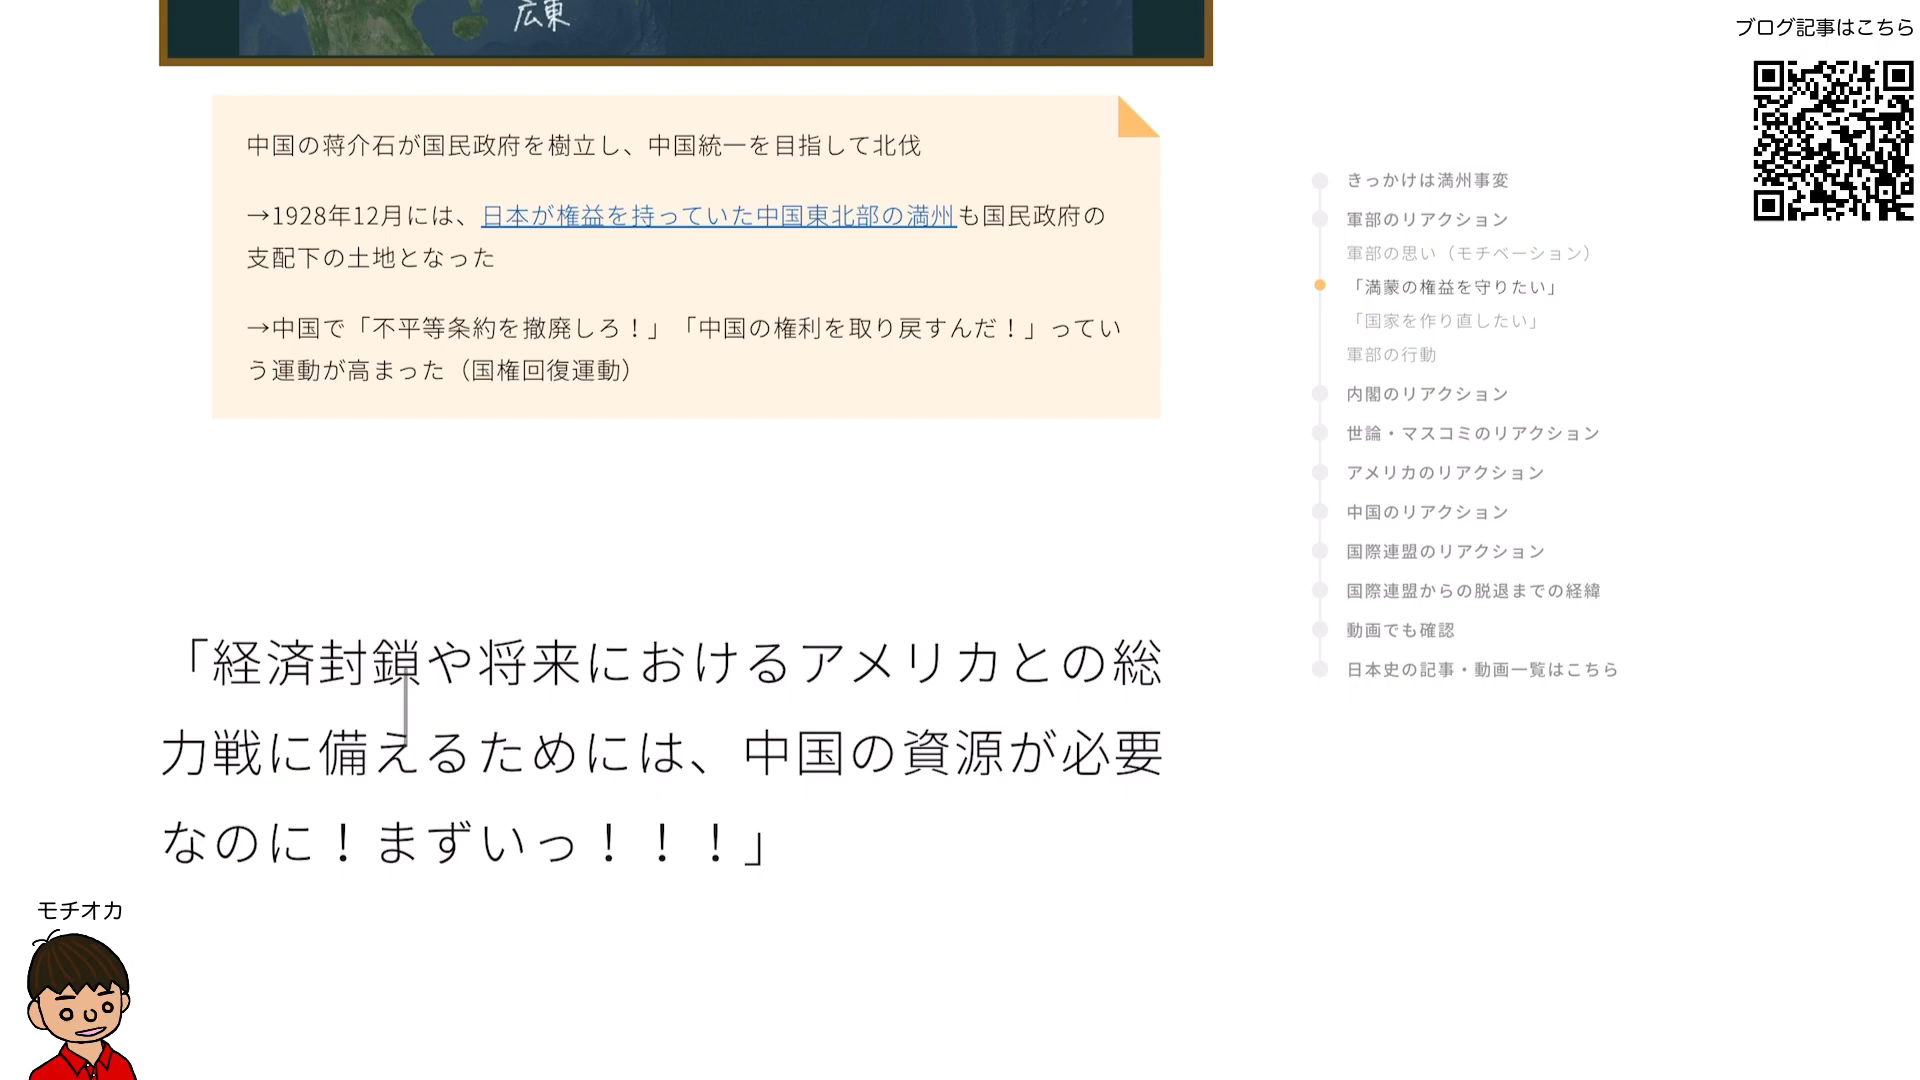 広東
ブログ記事はこちら
中国の蒋介石が国民政府を樹立し、中国統一を目指して北伐
→1928年12月には、日本が権益を持っていた中国東北部の満州も国民政府の
支配下の土地となった
→中国で「不平等条約を撤廃しろ！」「中国の権利を取り戻すんだ！」ってい
う運動が高まった（国権回復運動）
「経済封鎖や将来におけるアメリカとの総
力戦に備えるためには、中国の資源が必要
なのに！まずいっ！！！」
きっかけは満州事変
軍部のリアクション
軍部の思い（モチベーション）
「満蒙の権益を守りたい」
「国家を作り直したい」
軍部の行動
内閣のリアクション
世論・マスコミのリアクション
アメリカのリアクション
中国のリアクション
国際連盟のリアクション
国際連盟からの脱退までの経緯
動画でも確認
日本史の記事・動画一覧はこちら
モチオカ